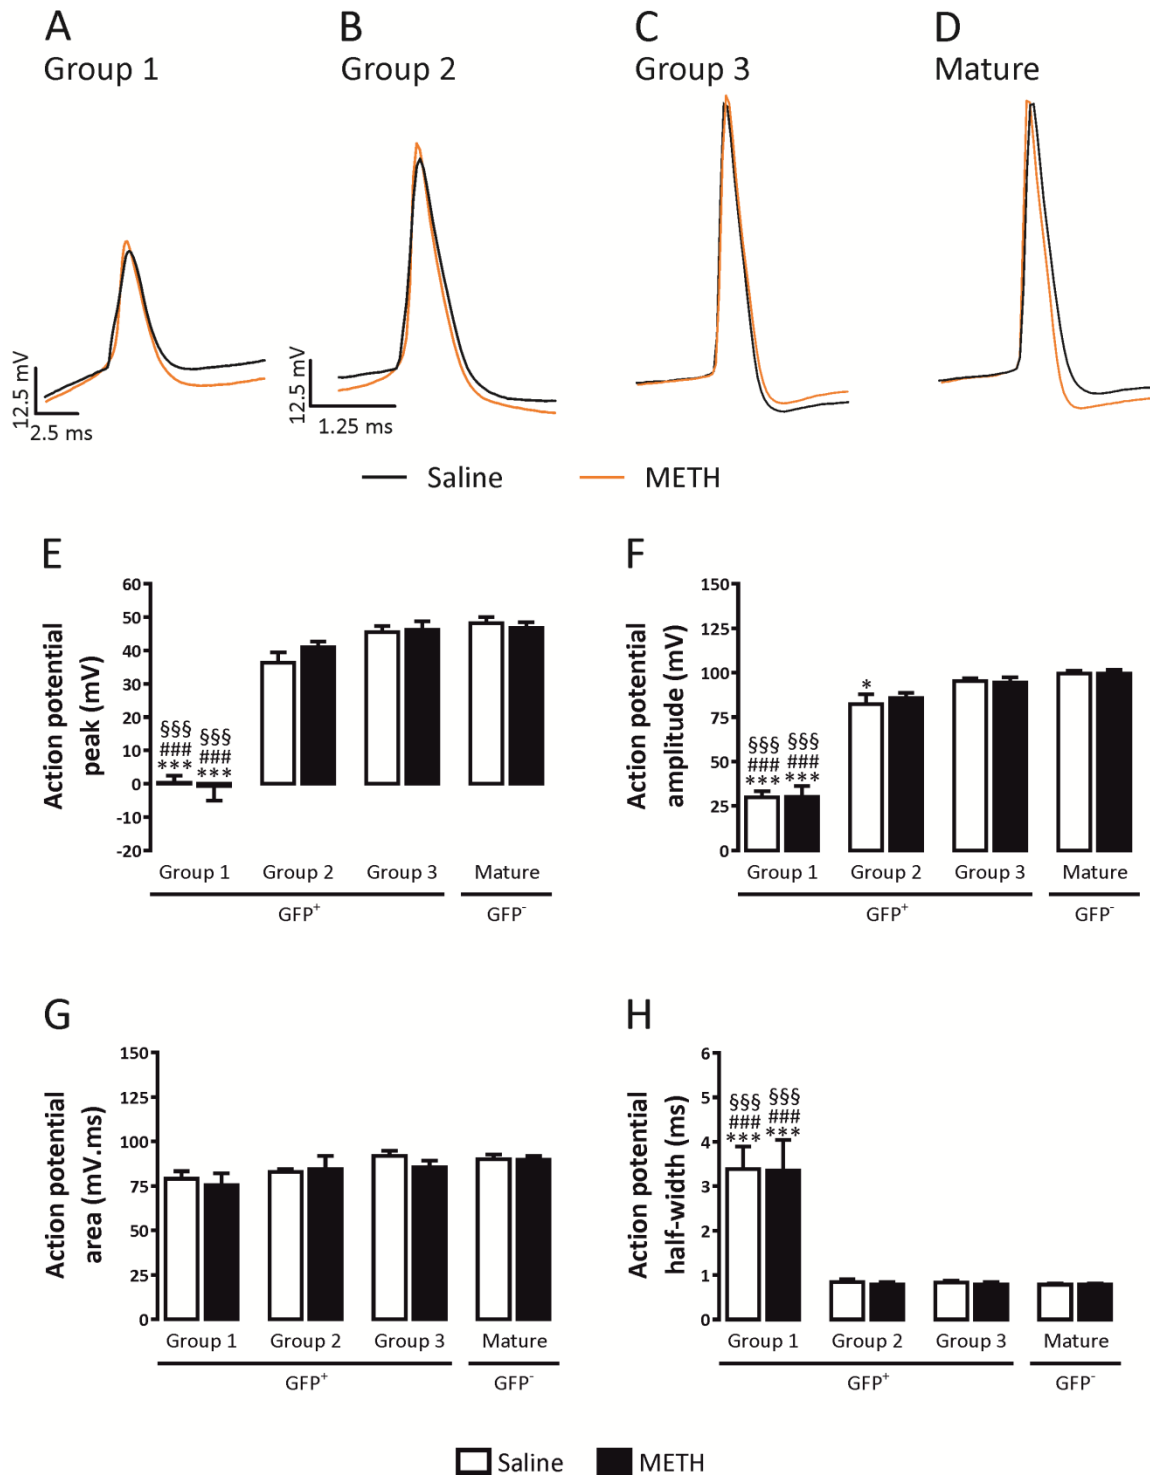 A B C D
Group 1 Group 2 Group 3 Mature
12.5 mV
2.5 ms
12.5 mV
1.25 ms
Saline METH
E
Action potential
peak (mV)
60
50
40
30
20
10
0
-10
-20
§§§ §§§
### ###
*** ***
Group 1 Group 2 Group 3 Mature
GFP⁺ GFP⁻
F
Action potential
amplitude (mV)
150
125
100
75
50
25
0
§§§ §§§
### ###
*** ***
*
Group 1 Group 2 Group 3 Mature
GFP⁺ GFP⁻
G
Action potential
area (mV.ms)
150
125
100
75
50
25
0
Group 1 Group 2 Group 3 Mature
GFP⁺ GFP⁻
H
Action potential
half-width (ms)
6
5
4
3
2
1
0
§§§ §§§
### ###
*** ***
Group 1 Group 2 Group 3 Mature
GFP⁺ GFP⁻
Saline METH